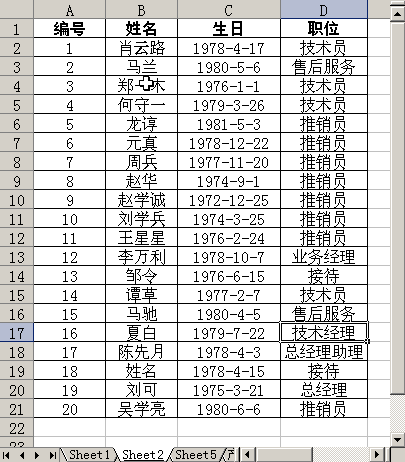 A B C D
1 编号 姓名 生日 职位
2 1 肖云路 1978-4-17 技术员
3 2 马兰 1980-5-6 售后服务
4 3 郑 木 1976-1-1 技术员
5 4 何守一 1979-3-26 技术员
6 5 龙谆 1981-5-3 推销员
7 6 元真 1978-12-22 推销员
8 7 周兵 1977-11-20 推销员
9 8 赵华 1974-9-1 推销员
10 9 赵学诚 1972-12-25 推销员
11 10 刘学兵 1974-3-25 推销员
12 11 王星星 1976-2-24 推销员
13 12 李万利 1978-10-7 业务经理
14 13 邹令 1976-6-15 接待
15 14 谭草 1977-2-7 技术员
16 15 马驰 1980-4-5 售后服务
17 16 夏白 1979-7-22 技术经理
18 17 陈先月 1978-4-3 总经理助理
19 18 姓名 1978-4-15 接待
20 19 刘可 1975-3-21 总经理
21 20 吴学亮 1980-6-6 推销员
22
Sheet1 Sheet2 Sheet5